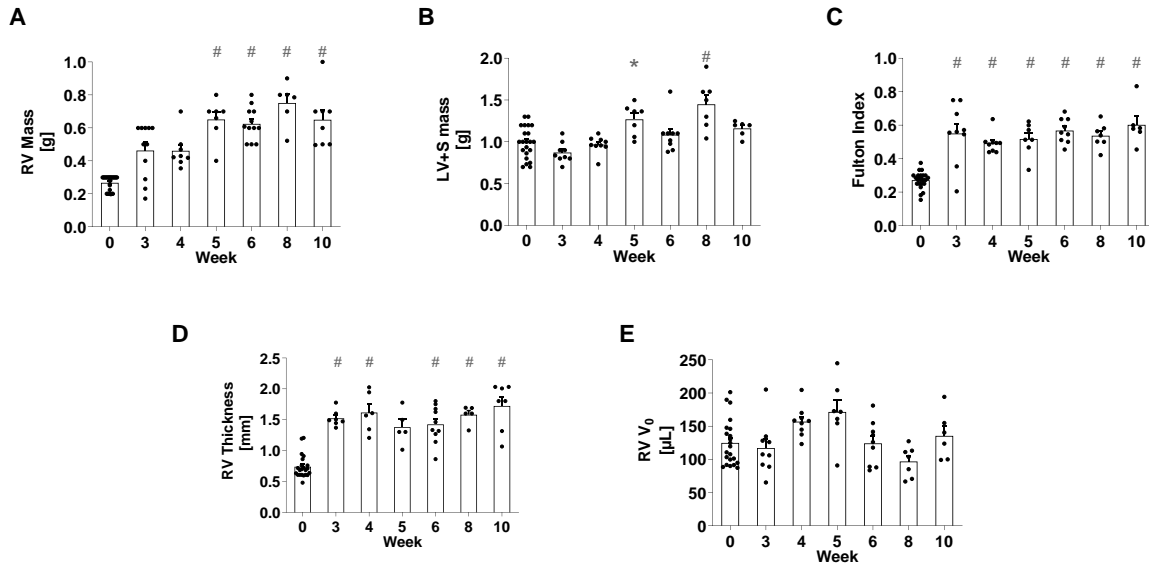 A
# # # #
1.0
0.8
0.6
0.4
0.2
0.0
RV Mass
[g]
0 3 4 5 6 8 10
Week
B
* #
2.0
1.5
1.0
0.5
0.0
LV+S mass
[g]
0 3 4 5 6 8 10
Week
C
# # # # # #
1.0
0.8
0.6
0.4
0.2
0.0
Fulton Index
0 3 4 5 6 8 10
Week
D
# # # # #
2.5
2.0
1.5
1.0
0.5
0.0
RV Thickness
[mm]
0 3 4 5 6 8 10
Week
E
250
200
150
100
50
0
RV V0
[µL]
0 3 4 5 6 8 10
Week